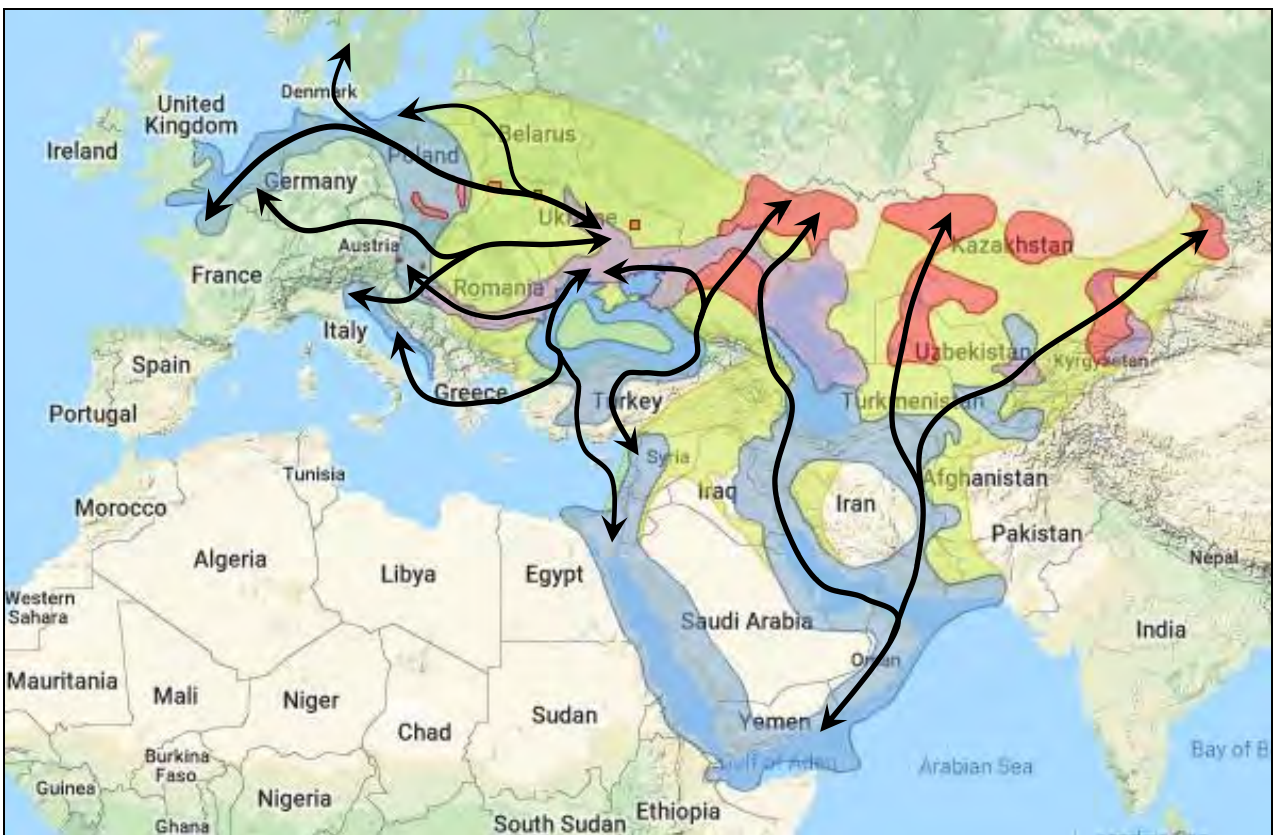 Denmark
United
Kingdom
Ireland
Belarus
Poland
Germany
Ukraine
Austria
Kazakhstan
France
Romania
Italy
Uzbekistan
Kyrgyzstan
Spain
Greece
Turkey
Turkmenistan
Portugal
Syria
Tunisia
Afghanistan
Iraq
Iran
Morocco
Pakistan
Nepal
Algeria
Libya
Egypt
Western
Sahara
Saudi Arabia
India
Oman
Mauritania
Mali
Niger
Sudan
Yemen
Chad
Burkina
Faso
Gulf of Aden
Arabian Sea
Bay of B
Guinea
Nigeria
Ethiopia
Ghana
South Sudan